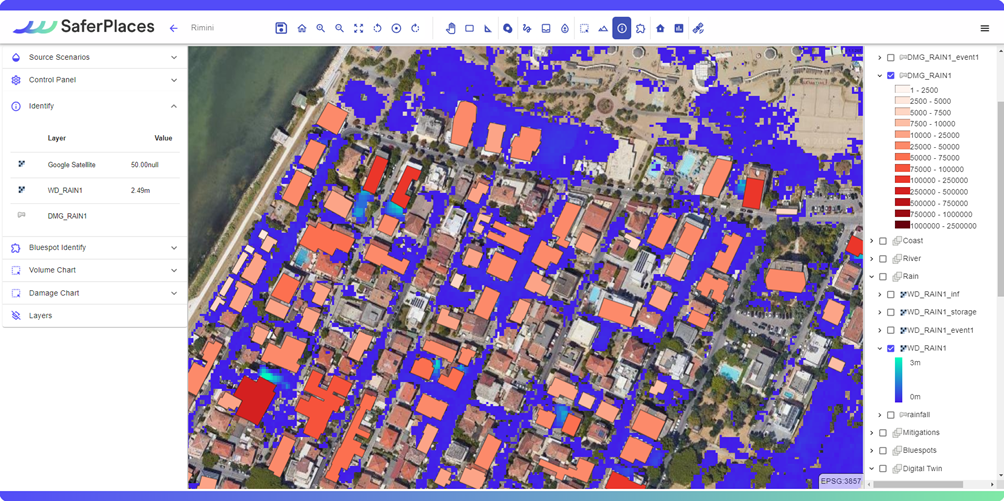 SaferPlaces
Rimini
Source Scenarios
Control Panel
Identify
Layer Value
Google Satellite 50.00null
WD_RAIN1 2.49m
DMG_RAIN1
Bluespot Identify
Volume Chart
Damage Chart
Layers
EPSG:3857
DMG_RAIN1_event1
DMG_RAIN1
1 - 2500
2500 - 5000
5000 - 7500
7500 - 10000
10000 - 25000
25000 - 50000
50000 - 75000
75000 - 100000
100000 - 250000
250000 - 500000
500000 - 750000
750000 - 1000000
1000000 - 2500000
Coast
River
Rain
WD_RAIN1_inf
WD_RAIN1_storage
WD_RAIN1_event1
WD_RAIN1
3m
0m
rainfall
Mitigations
Bluespots
Digital Twin